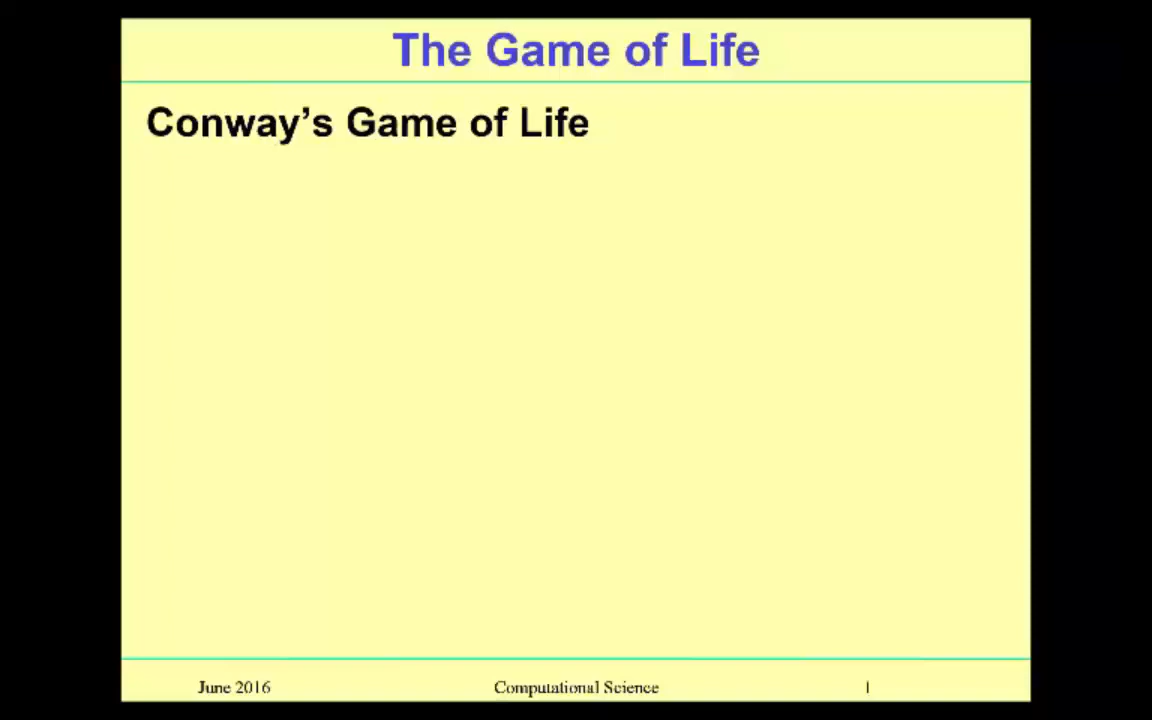 The Game of Life
Conway’s Game of Life
June 2016 Computational Science 1